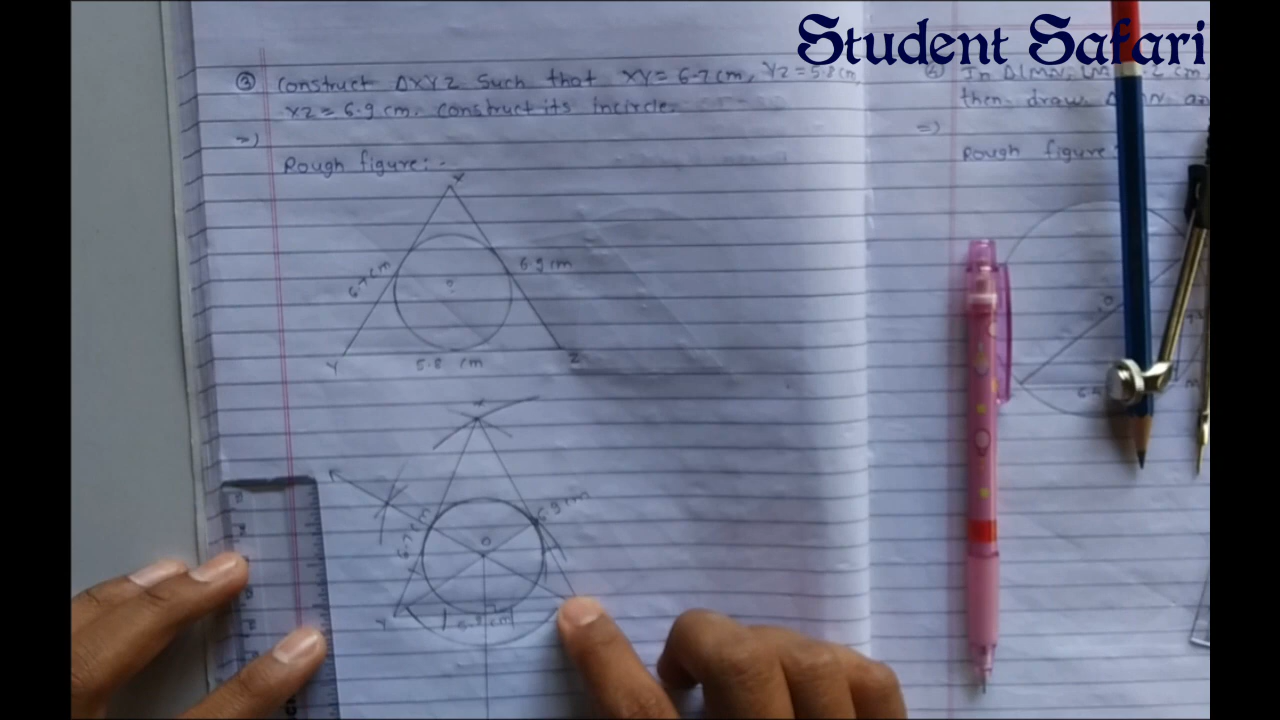 Student Safari
③ Construct ΔXYZ Such that XY = 6.7 cm, YZ = 5.8 cm,
XZ = 6.9 cm. Construct its incircle.
=)
Rough figure: -
X
6.7 cm
6.9 cm
Y
5.8 cm
Z
X
6.7 cm
6.9 cm
O
Y
5.8 cm
In ΔLMN, LM
then draw
=)
Rough figure:
O
M